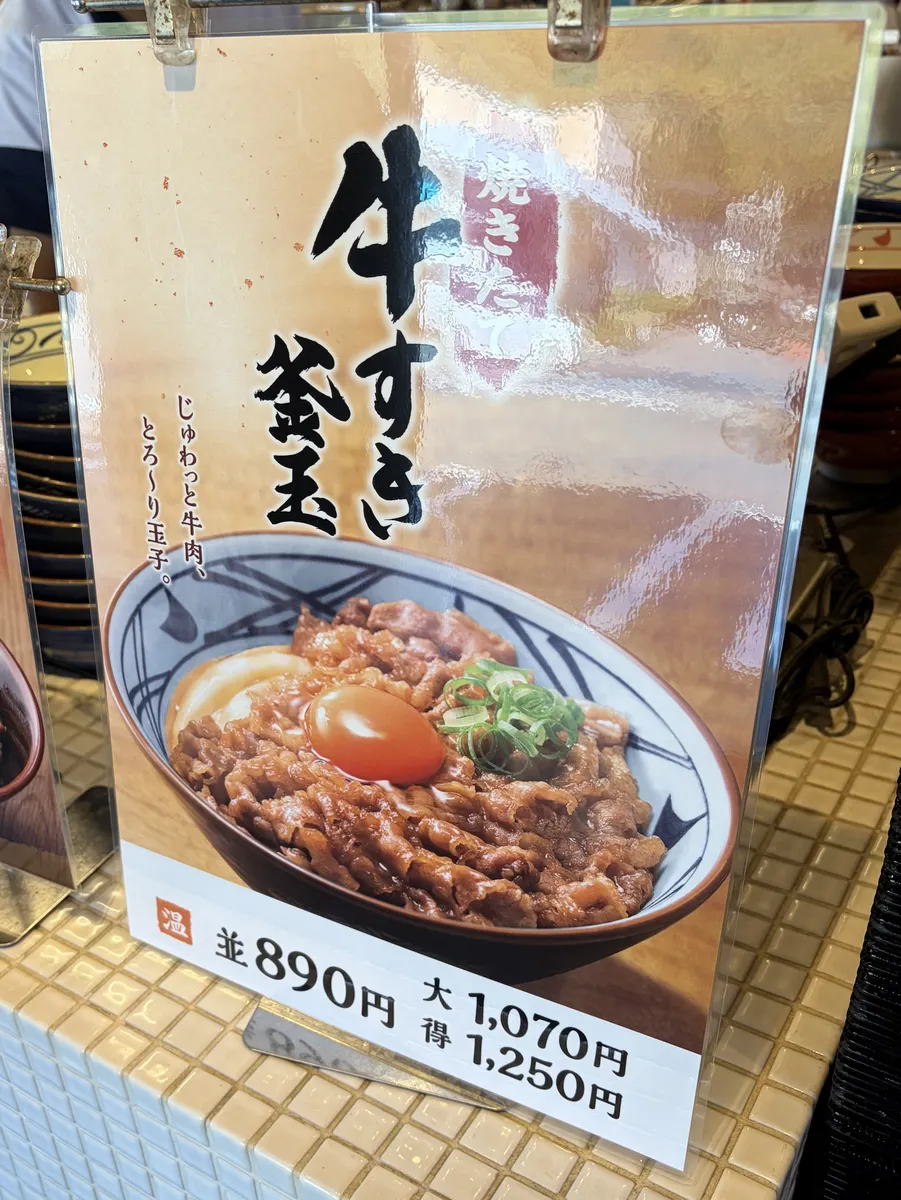 焼きたて
牛すき
釜玉
じゅわっと牛肉、
とろ〜り玉子。
温
並890円
大1,070円
得1,250円